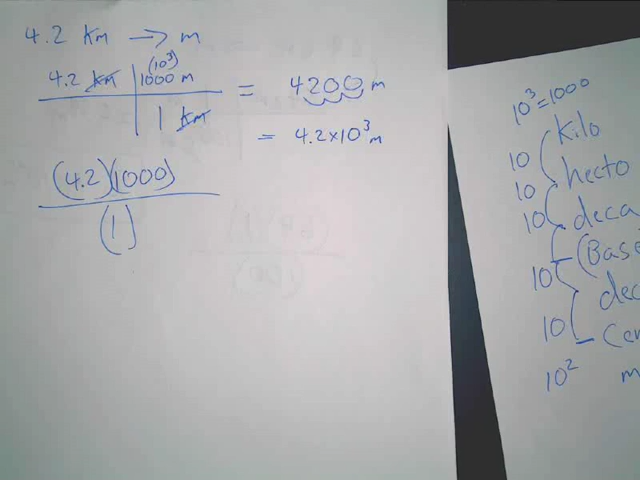 4.2 km → m
4.2 km | 1000 m (10³) = 4200 m
1 km = 4.2 x 10³ m
(4.2)(1000)
(1)
10³ = 1000
kilo
10 hecto
10 deca
10 (Base
10 dec
10 Cen
10² m